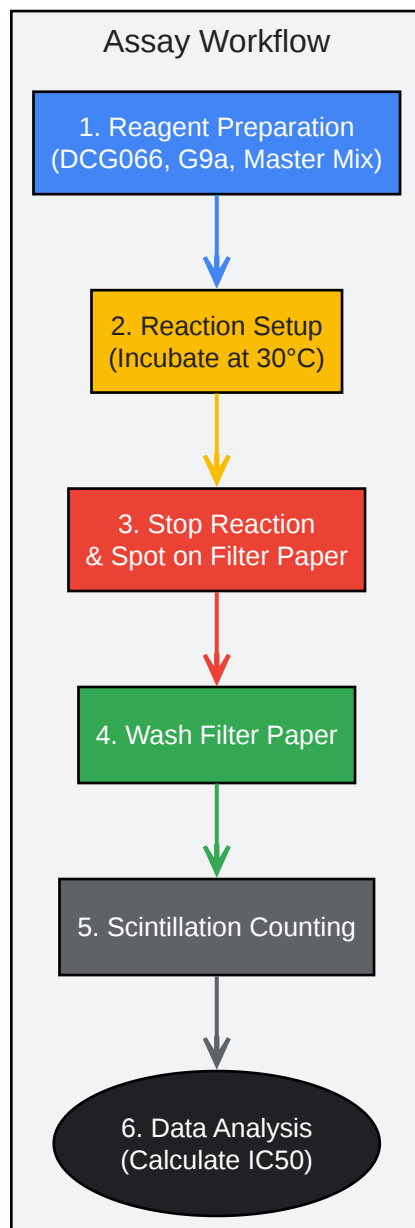 Assay Workflow
1. Reagent Preparation
(DCG066, G9a, Master Mix)
2. Reaction Setup
(Incubate at 30°C)
3. Stop Reaction
& Spot on Filter Paper
4. Wash Filter Paper
5. Scintillation Counting
6. Data Analysis
(Calculate IC50)